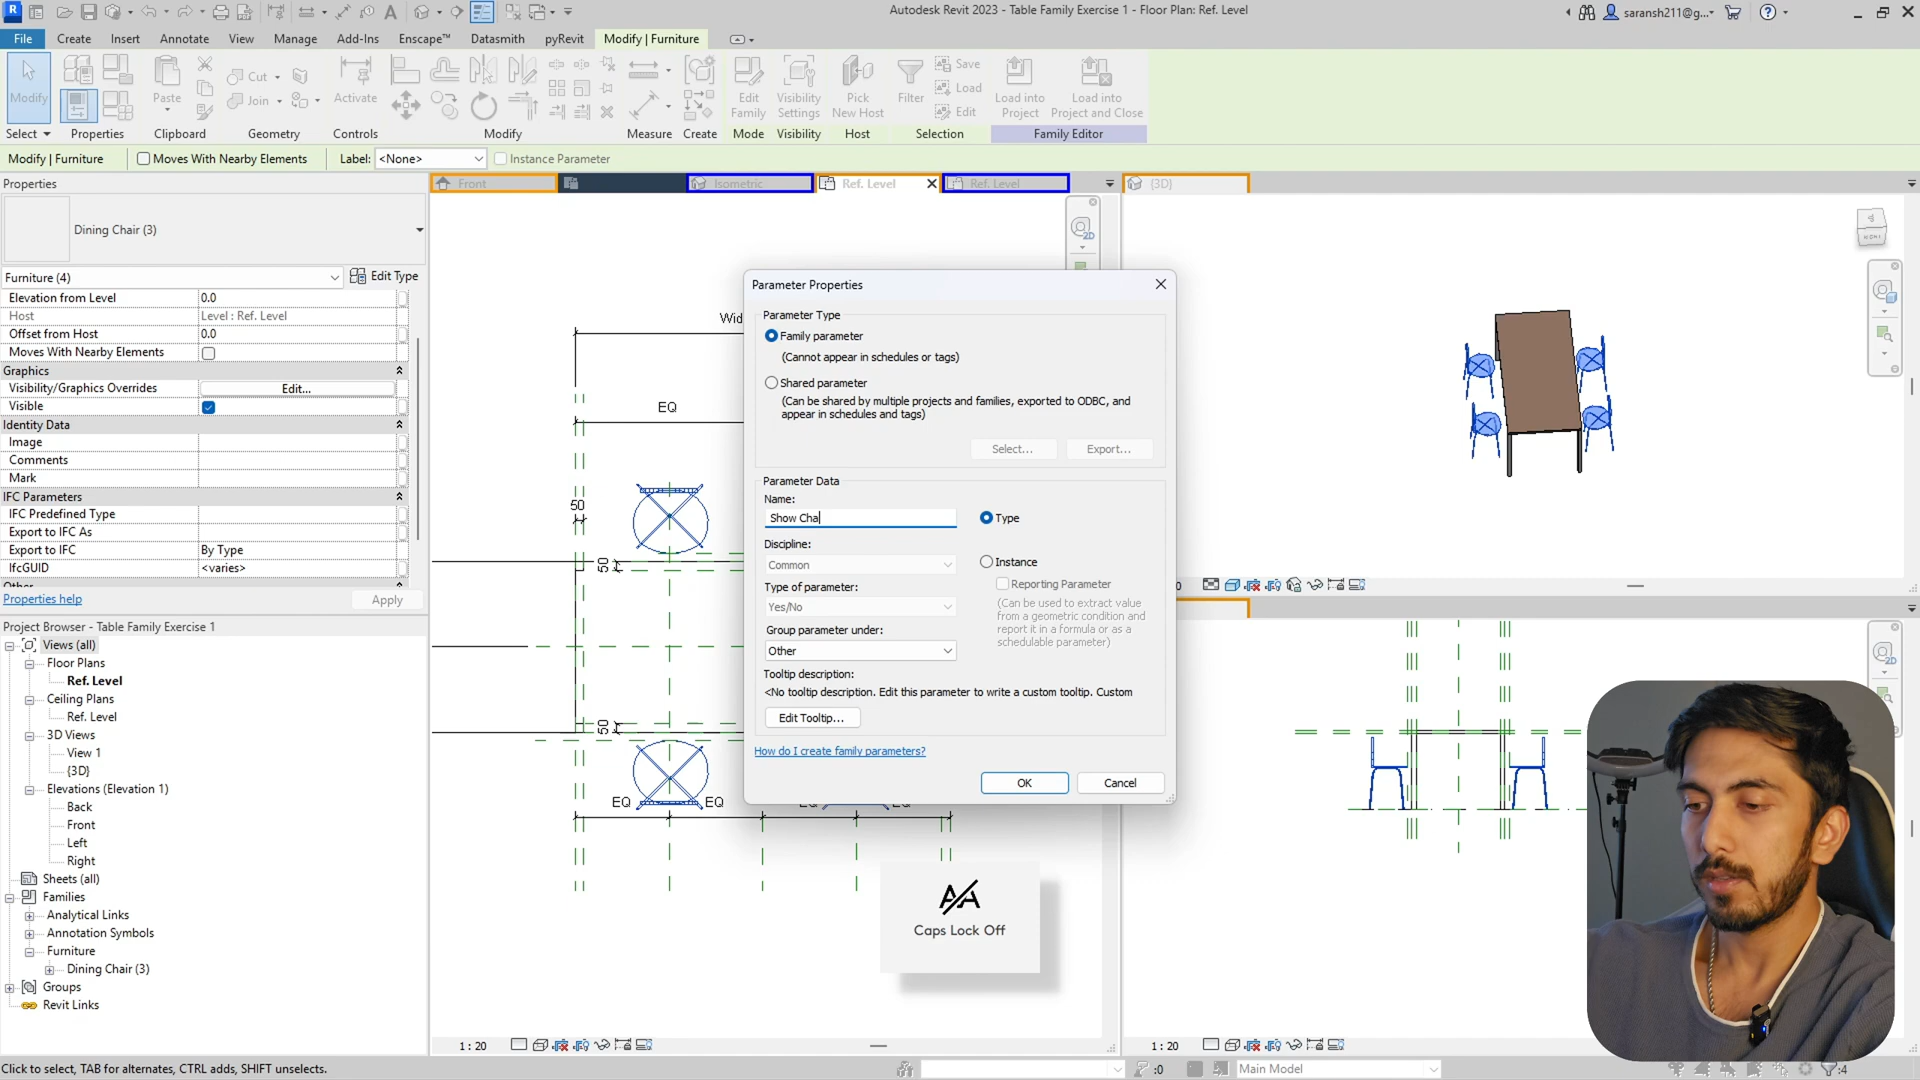 Autodesk Revit 2023 - Table Family Exercise 1 - Floor Plan: Ref. Level
saransh211@g...
File
Create
Insert
Annotate
View
Manage
Add-Ins
Enscape™
Datasmith
pyRevit
Modify | Furniture
Modify
Paste
Cut
Join
Activate
Edit Family
Visibility Settings
Pick New Host
Filter
Save
Load
Edit
Load into Project
Load into Project and Close
Select
Properties
Clipboard
Geometry
Controls
Modify
Measure
Create
Mode
Visibility
Host
Selection
Family Editor
Modify | Furniture
Moves With Nearby Elements
Label:
<None>
Instance Parameter
Properties
Front
Isometric
Ref. Level
Ref. Level
{3D}
Dining Chair (3)
Furniture (4)
Edit Type
Elevation from Level 0.0
Host Level : Ref. Level
Offset from Host 0.0
Moves With Nearby Elements
Graphics
Visibility/Graphics Overrides Edit...
Visible
Identity Data
Image
Comments
Mark
IFC Parameters
IFC Predefined Type
Export to IFC As
Export to IFC By Type
IfcGUID <varies>
Other
Properties help
Apply
Project Browser - Table Family Exercise 1
Views (all)
Floor Plans
Ref. Level
Ceiling Plans
Ref. Level
3D Views
View 1
{3D}
Elevations (Elevation 1)
Back
Front
Left
Right
Sheets (all)
Families
Analytical Links
Annotation Symbols
Furniture
Dining Chair (3)
Groups
Revit Links
2D
Wid
EQ
50
50
50
EQ
EQ
EQ
EQ
Parameter Properties
Parameter Type
Family parameter
(Cannot appear in schedules or tags)
Shared parameter
(Can be shared by multiple projects and families, exported to ODBC, and
appear in schedules and tags)
Select...
Export...
Parameter Data
Name:
Show Cha
Type
Discipline:
Common
Instance
Reporting Parameter
Type of parameter:
Yes/No
(Can be used to extract value
from a geometric condition and
report it in a formula or as a
schedulable parameter)
Group parameter under:
Other
Tooltip description:
<No tooltip description. Edit this parameter to write a custom tooltip. Custom
Edit Tooltip...
How do I create family parameters?
OK
Cancel
Caps Lock Off
1 : 20
1 : 20
Click to select, TAB for alternates, CTRL adds, SHIFT unselects.
:0
Main Model
:4